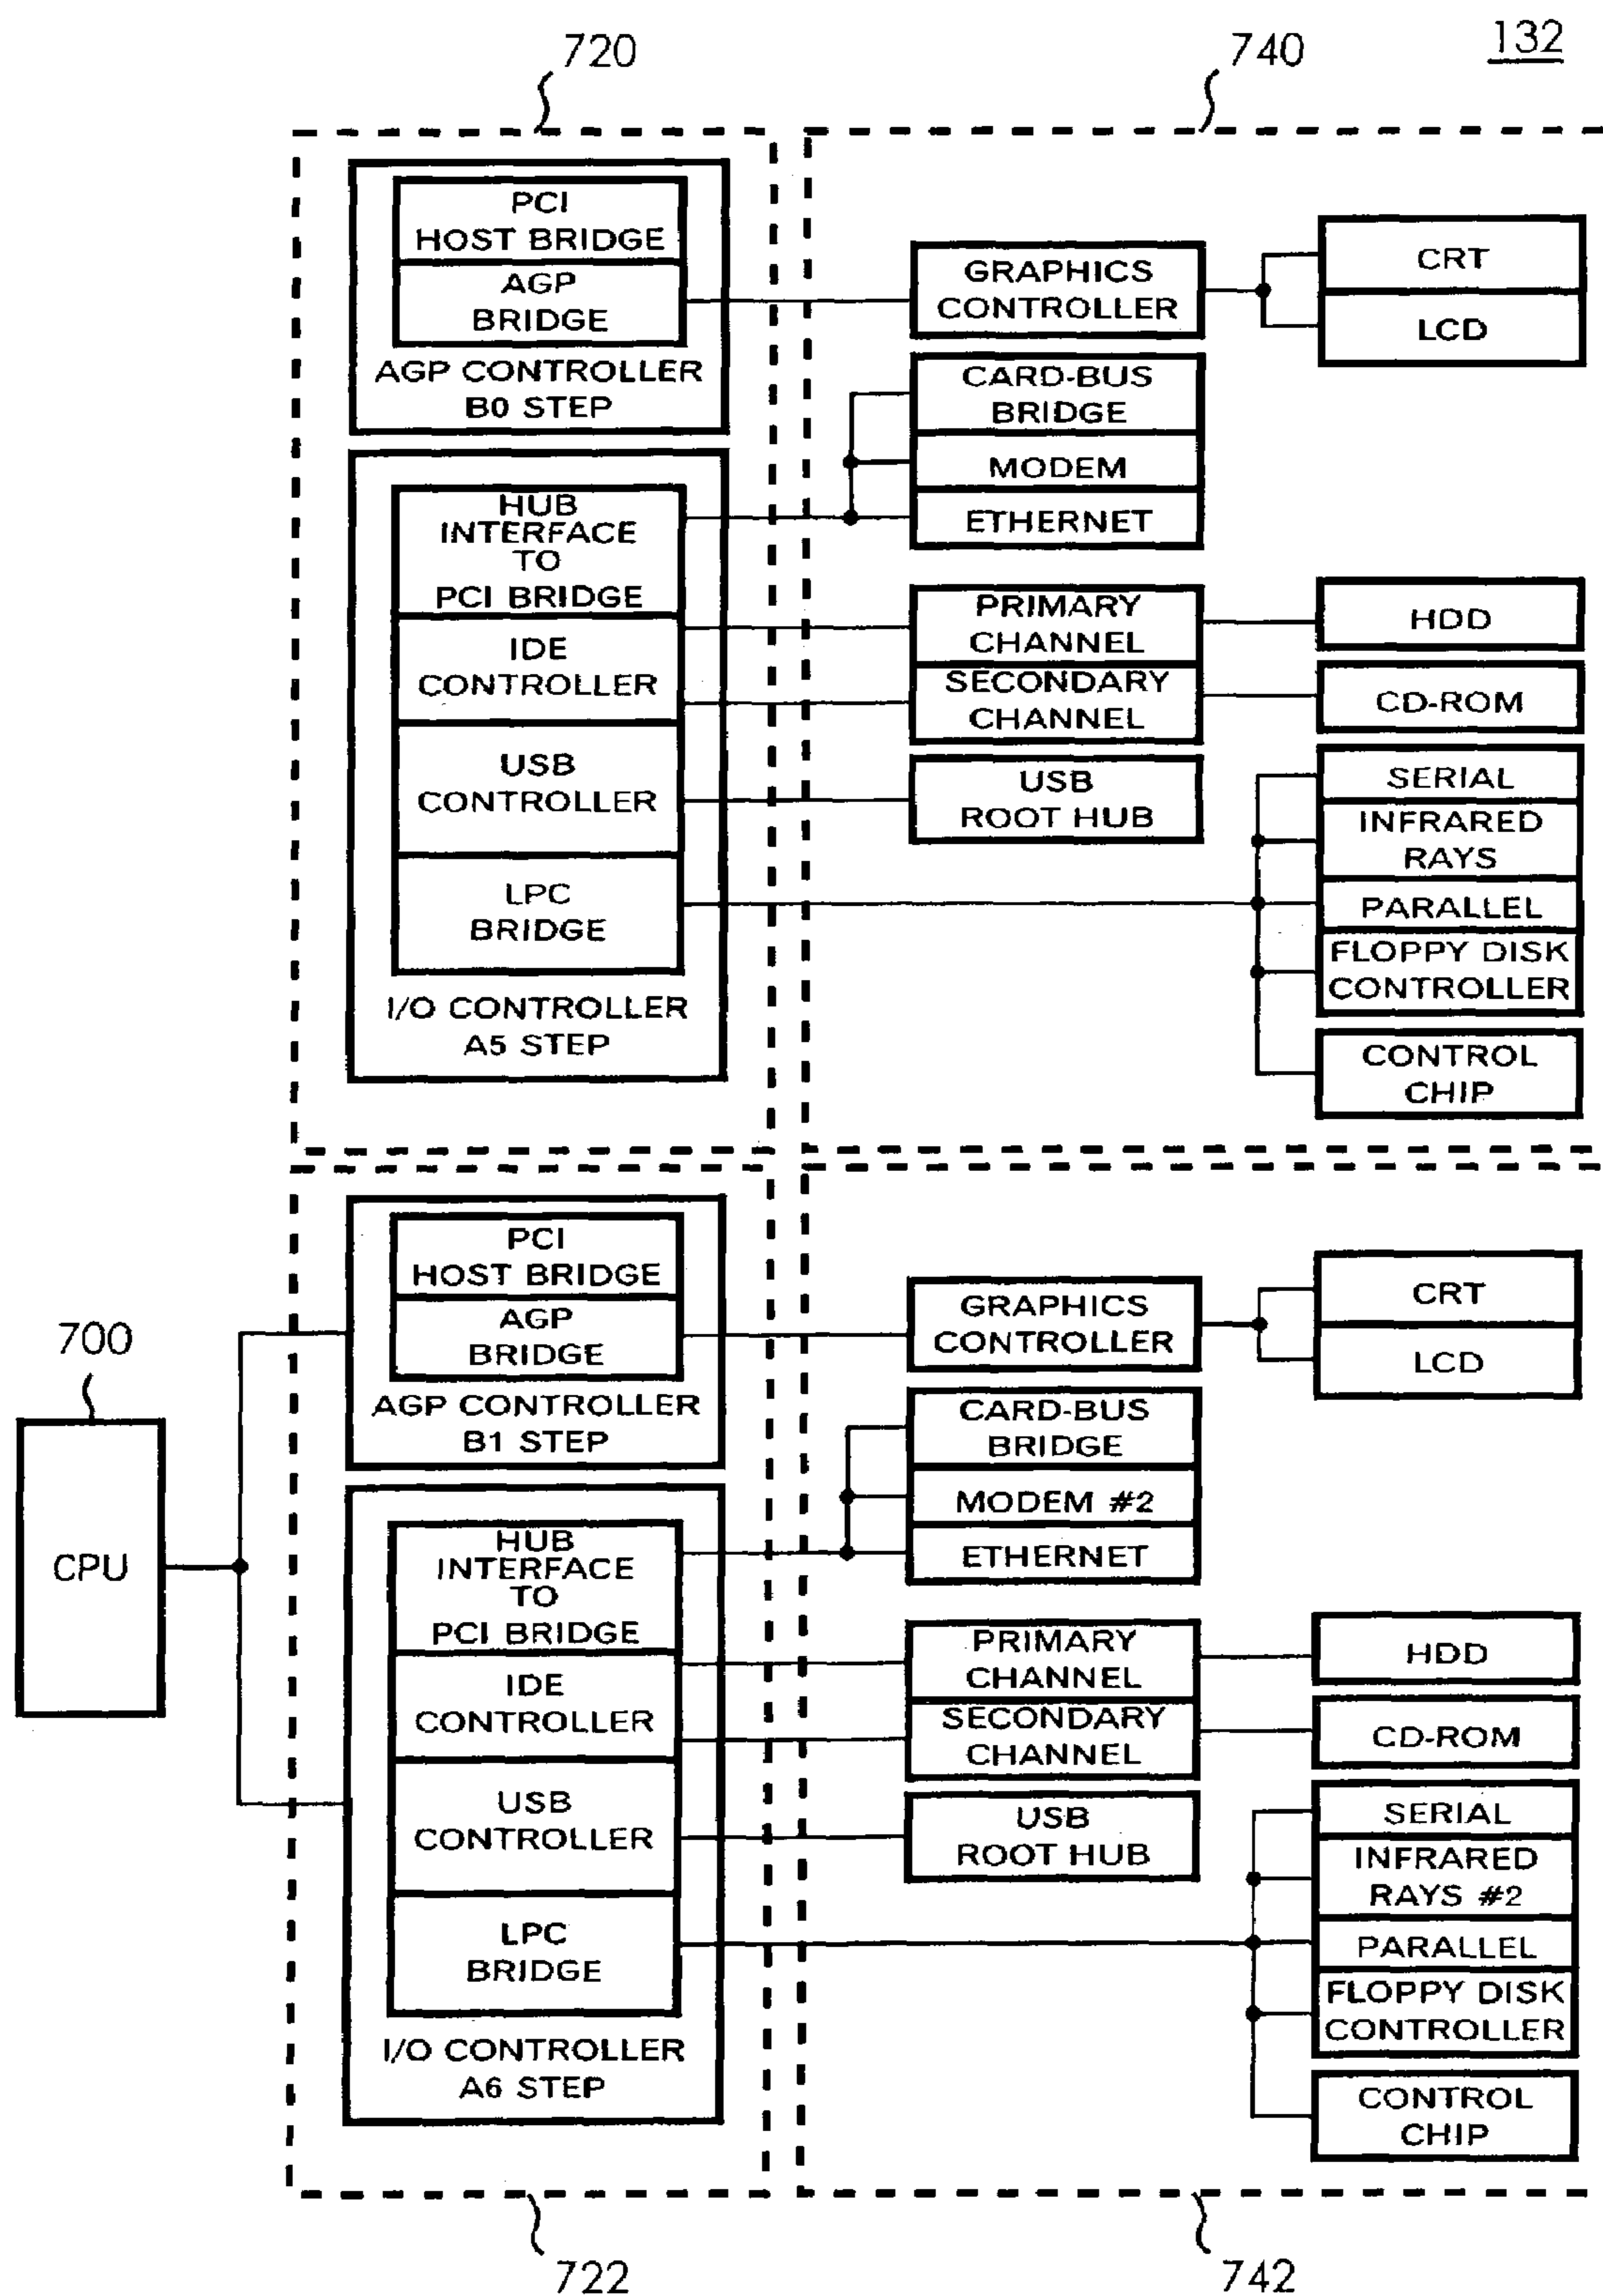 720
740
132
PCI
HOST BRIDGE
AGP
BRIDGE
AGP CONTROLLER
B0 STEP
GRAPHICS
CONTROLLER
CRT
LCD
CARD-BUS
BRIDGE
MODEM
ETHERNET
HUB
INTERFACE
TO
PCI BRIDGE
IDE
CONTROLLER
USB
CONTROLLER
LPC
BRIDGE
I/O CONTROLLER
A5 STEP
PRIMARY
CHANNEL
SECONDARY
CHANNEL
USB
ROOT HUB
HDD
CD-ROM
SERIAL
INFRARED
RAYS
PARALLEL
FLOPPY DISK
CONTROLLER
CONTROL
CHIP
700
CPU
PCI
HOST BRIDGE
AGP
BRIDGE
AGP CONTROLLER
B1 STEP
GRAPHICS
CONTROLLER
CRT
LCD
CARD-BUS
BRIDGE
MODEM #2
ETHERNET
HUB
INTERFACE
TO
PCI BRIDGE
IDE
CONTROLLER
USB
CONTROLLER
LPC
BRIDGE
I/O CONTROLLER
A6 STEP
PRIMARY
CHANNEL
SECONDARY
CHANNEL
USB
ROOT HUB
HDD
CD-ROM
SERIAL
INFRARED
RAYS #2
PARALLEL
FLOPPY DISK
CONTROLLER
CONTROL
CHIP
722
742